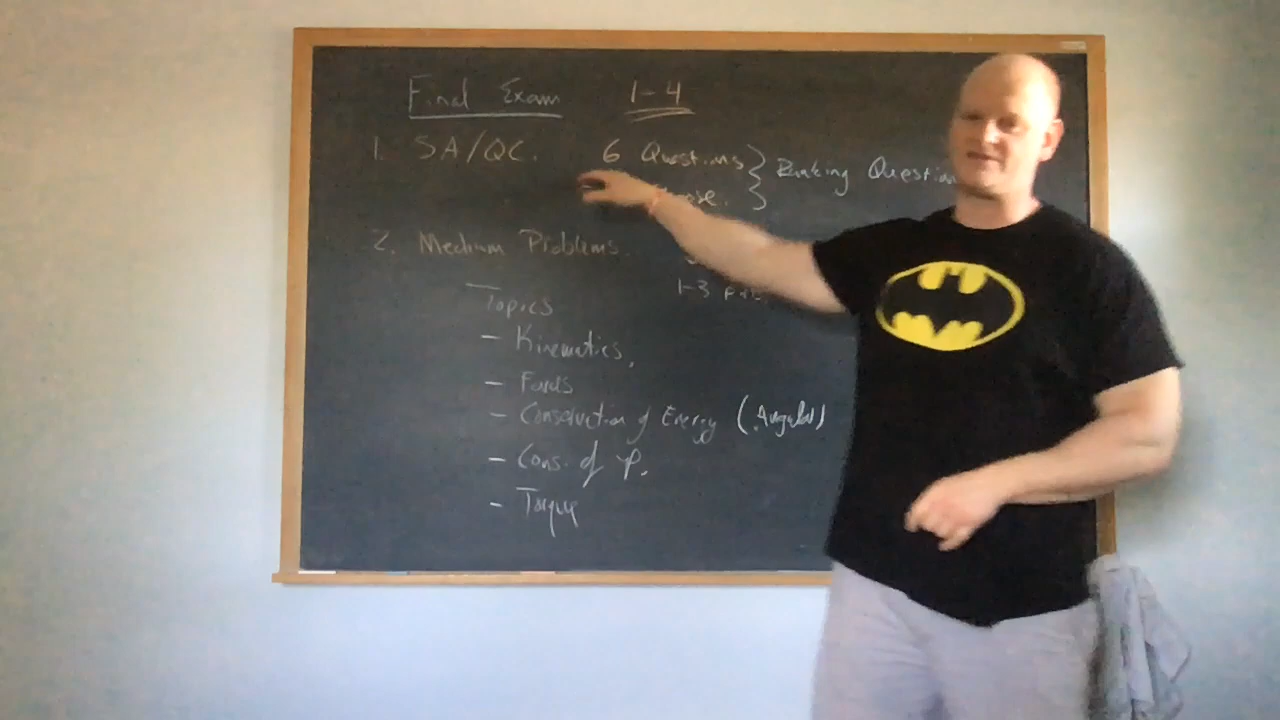 Final Exam 1-4
1. SA/QC. 6 Questions } Ranking Question
2. Medium Problems.
1-3
Topics
- Kinematics,
- Forces
- Conservation of Energy (Angular)
- Cons. of P.
- Torque